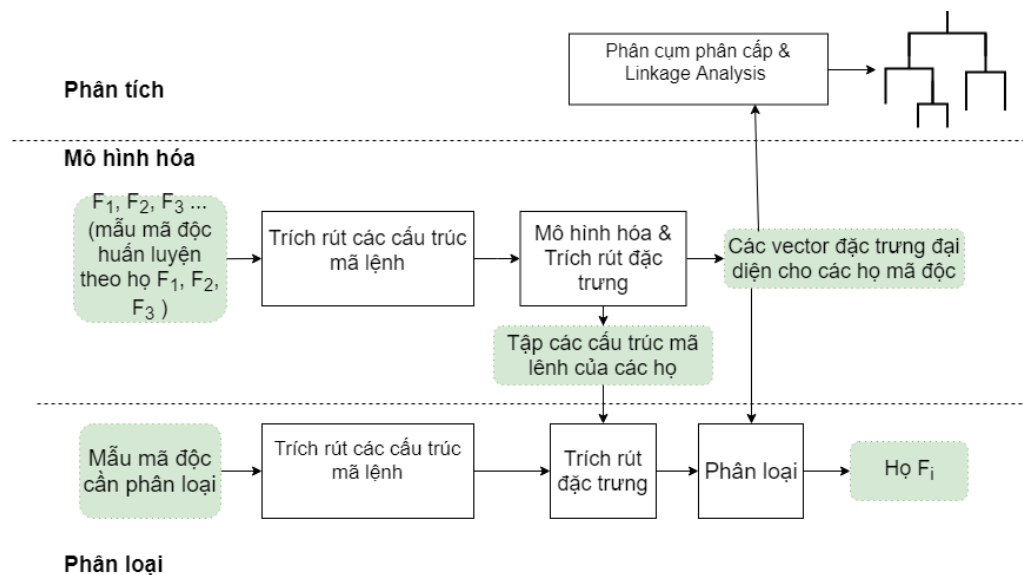 Phân cụm phân cấp &
Linkage Analysis
Phân tích
Mô hình hóa
F1, F2, F3 ...
(mẫu mã độc
huấn luyện
theo họ F1, F2,
F3 )
Trích rút các cấu trúc
mã lệnh
Mô hình hóa &
Trích rút đặc
trưng
Các vector đặc trưng đại
diện cho các họ mã độc
Tập các cấu trúc mã
lênh của các họ
Mẫu mã độc
cần phân loại
Trích rút các cấu trúc
mã lệnh
Trích rút
đặc trưng
Phân loại
Họ Fi
Phân loại